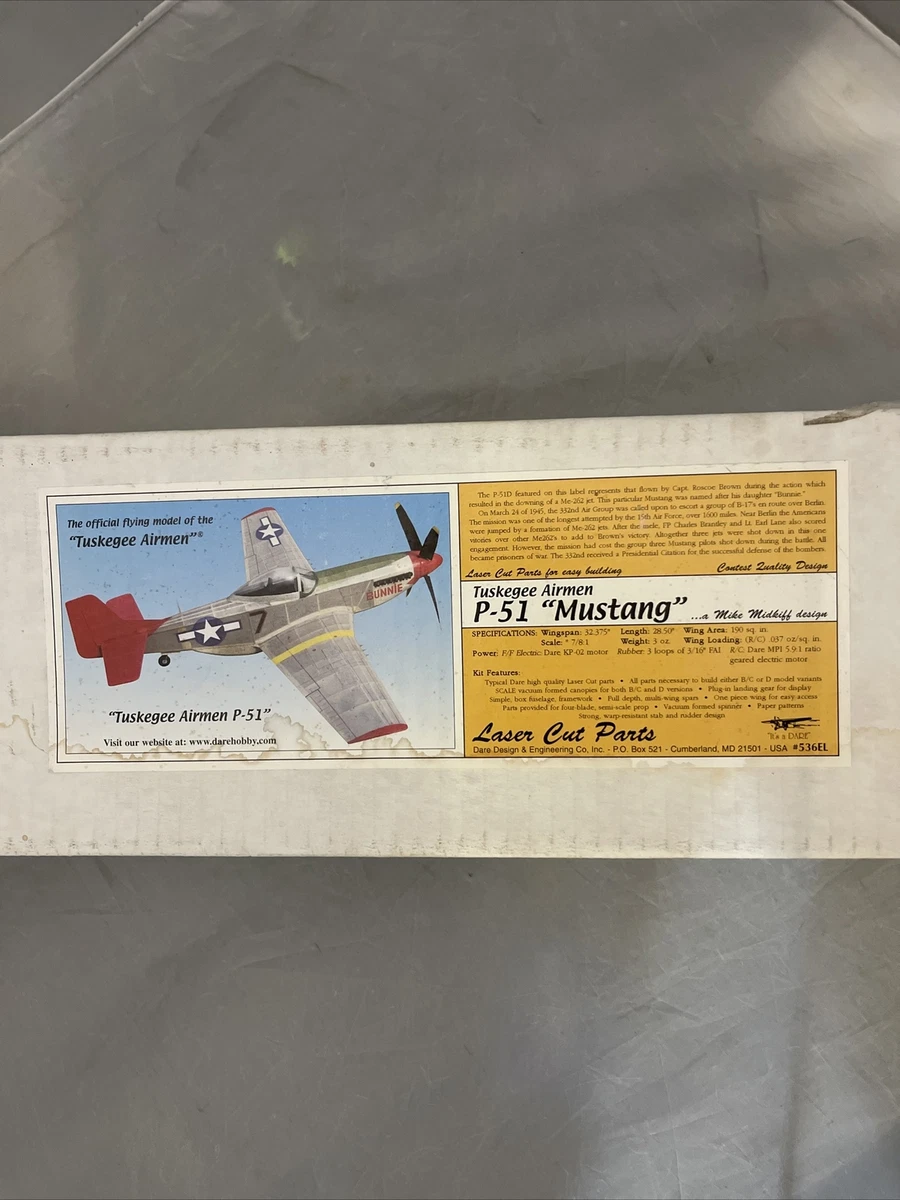 The official flying model of the
"Tuskegee Airmen"®
BUNNIE
7
"Tuskegee Airmen P-51"
Visit our website at: www.darehobby.com
The P-51D featured on this label represents that flown by Capt. Roscoe Brown during the action which
resulted in the downing of a Me-262 jet. This particular Mustang was named after his daughter "Bunnie."
On March 24 of 1945, the 332nd Air Group was called upon to escort a group of B-17's en route over Berlin.
The mission was one of the longest attempted by the 15th Air Force, over 1600 miles. Near Berlin the Americans
were jumped by a formation of Me-262 jets. After the mele, FP Charles Brantley and Lt. Earl Lane also scored
victories over other Me262's to add to Brown's victory. Altogether three jets were shot down in this one
engagement. However, the mission had cost the group three Mustang pilots shot down during the battle. All
became prisoners of war. The 332nd received a Presidential Citation for the successful defense of the bombers.
Laser Cut Parts for easy building Contest Quality Design
Tuskegee Airmen
P-51 "Mustang" ...a Mike Midkiff design
SPECIFICATIONS: Wingspan: 32.375" Length: 28.50" Wing Area: 190 sq. in.
Scale: " 7/8:1 Weight: 3 oz. Wing Loading: (R/C) .037 oz/sq. in.
Power: F/F Electric: Dare KP-02 motor Rubber: 3 loops of 3/16" FAI R/C: Dare MPI 5.9:1 ratio
geared electric motor
Kit Features:
Typical Dare high quality Laser Cut parts • All parts necessary to build either B/C or D model variants
SCALE vacuum formed canopies for both B/C and D versions • Plug-in landing gear for display
Simple, box fuselage, framework • Full depth, multi-wing spars • One piece wing for easy access
Parts provided for four-blade, semi-scale prop • Vacuum formed spinner • Paper patterns
Strong, warp-resistant stab and rudder design
Laser Cut Parts
"It's a DARE"
Dare Design & Engineering Co, Inc. - P.O. Box 521 - Cumberland, MD 21501 - USA #536EL